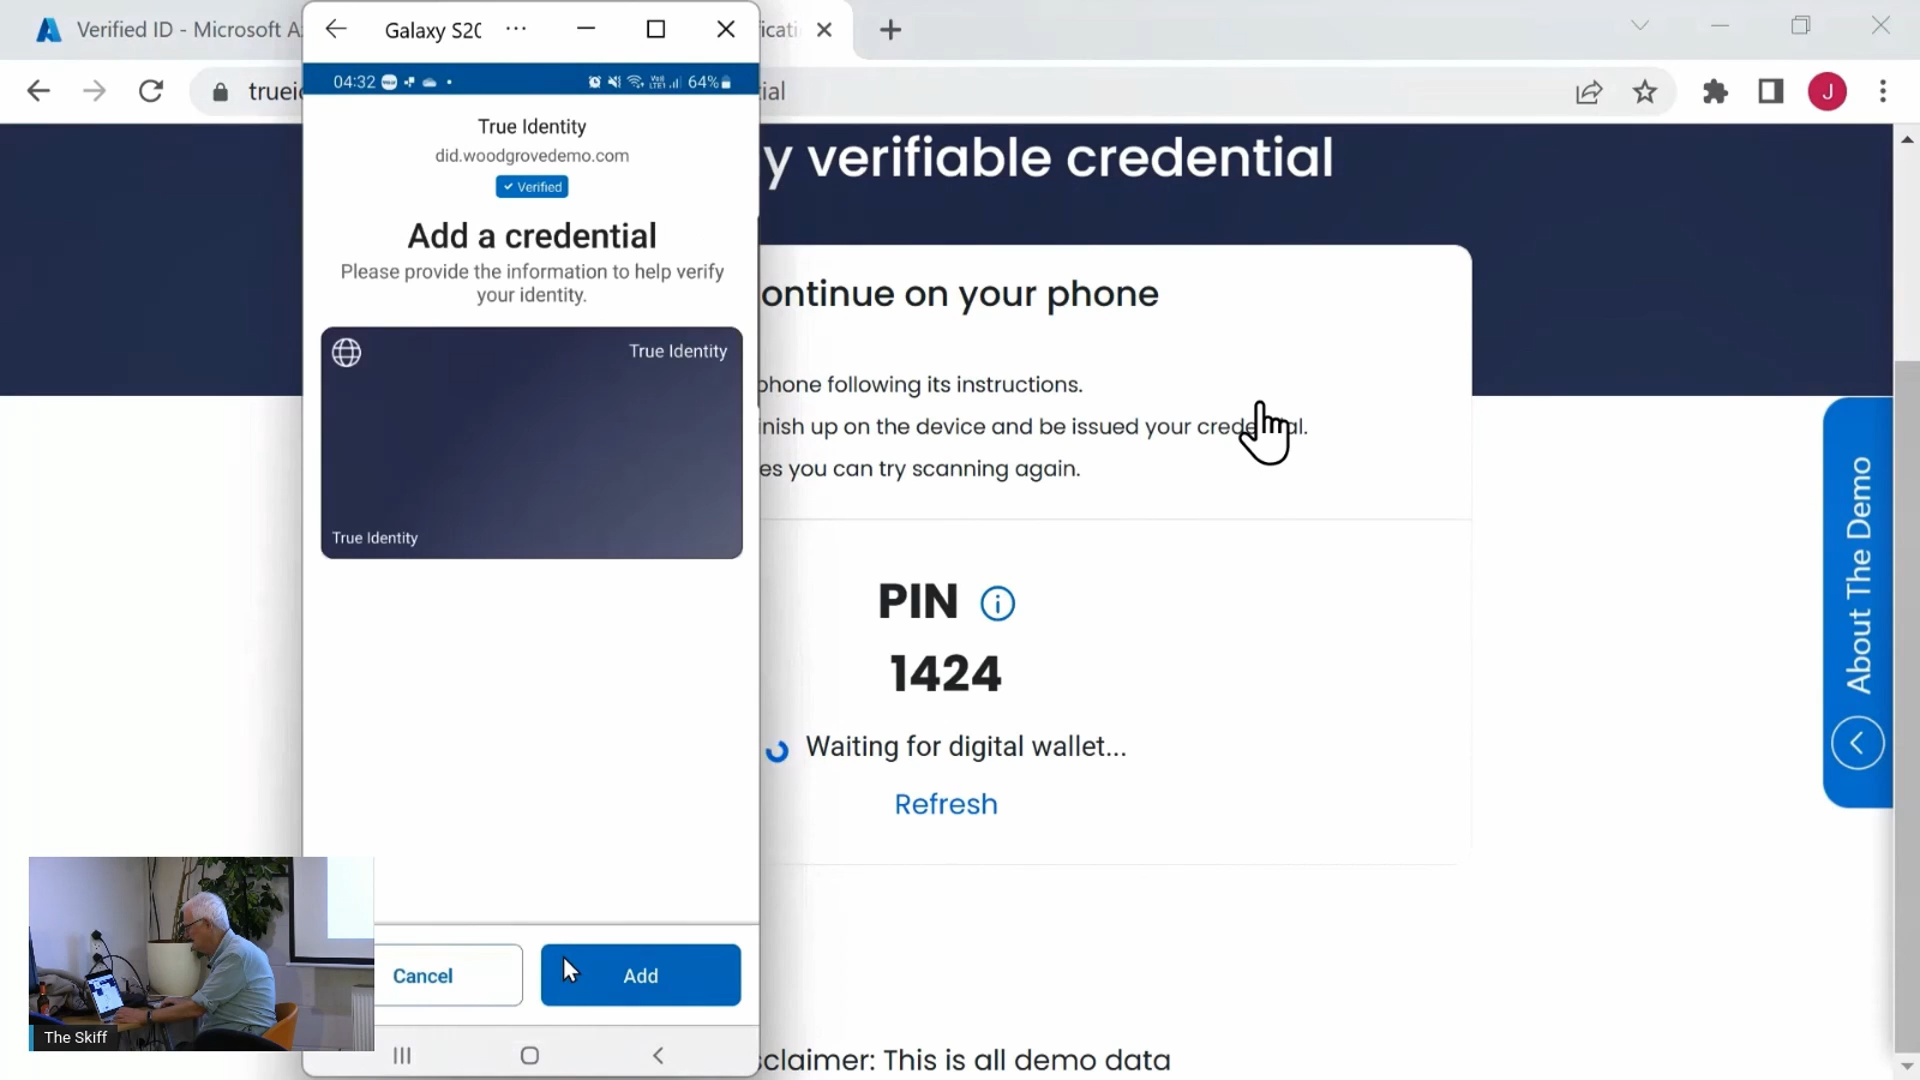 Verified ID - Microsoft A
Galaxy S20
icati
04:32
64%
trueid
ial
True Identity
did.woodgrovedemo.com
Verified
Add a credential
Please provide the information to help verify
your identity.
True Identity
True Identity
Cancel
Add
y verifiable credential
ontinue on your phone
phone following its instructions.
inish up on the device and be issued your credential.
es you can try scanning again.
PIN
1424
Waiting for digital wallet...
Refresh
sclaimer: This is all demo data
About The Demo
J
The Skiff